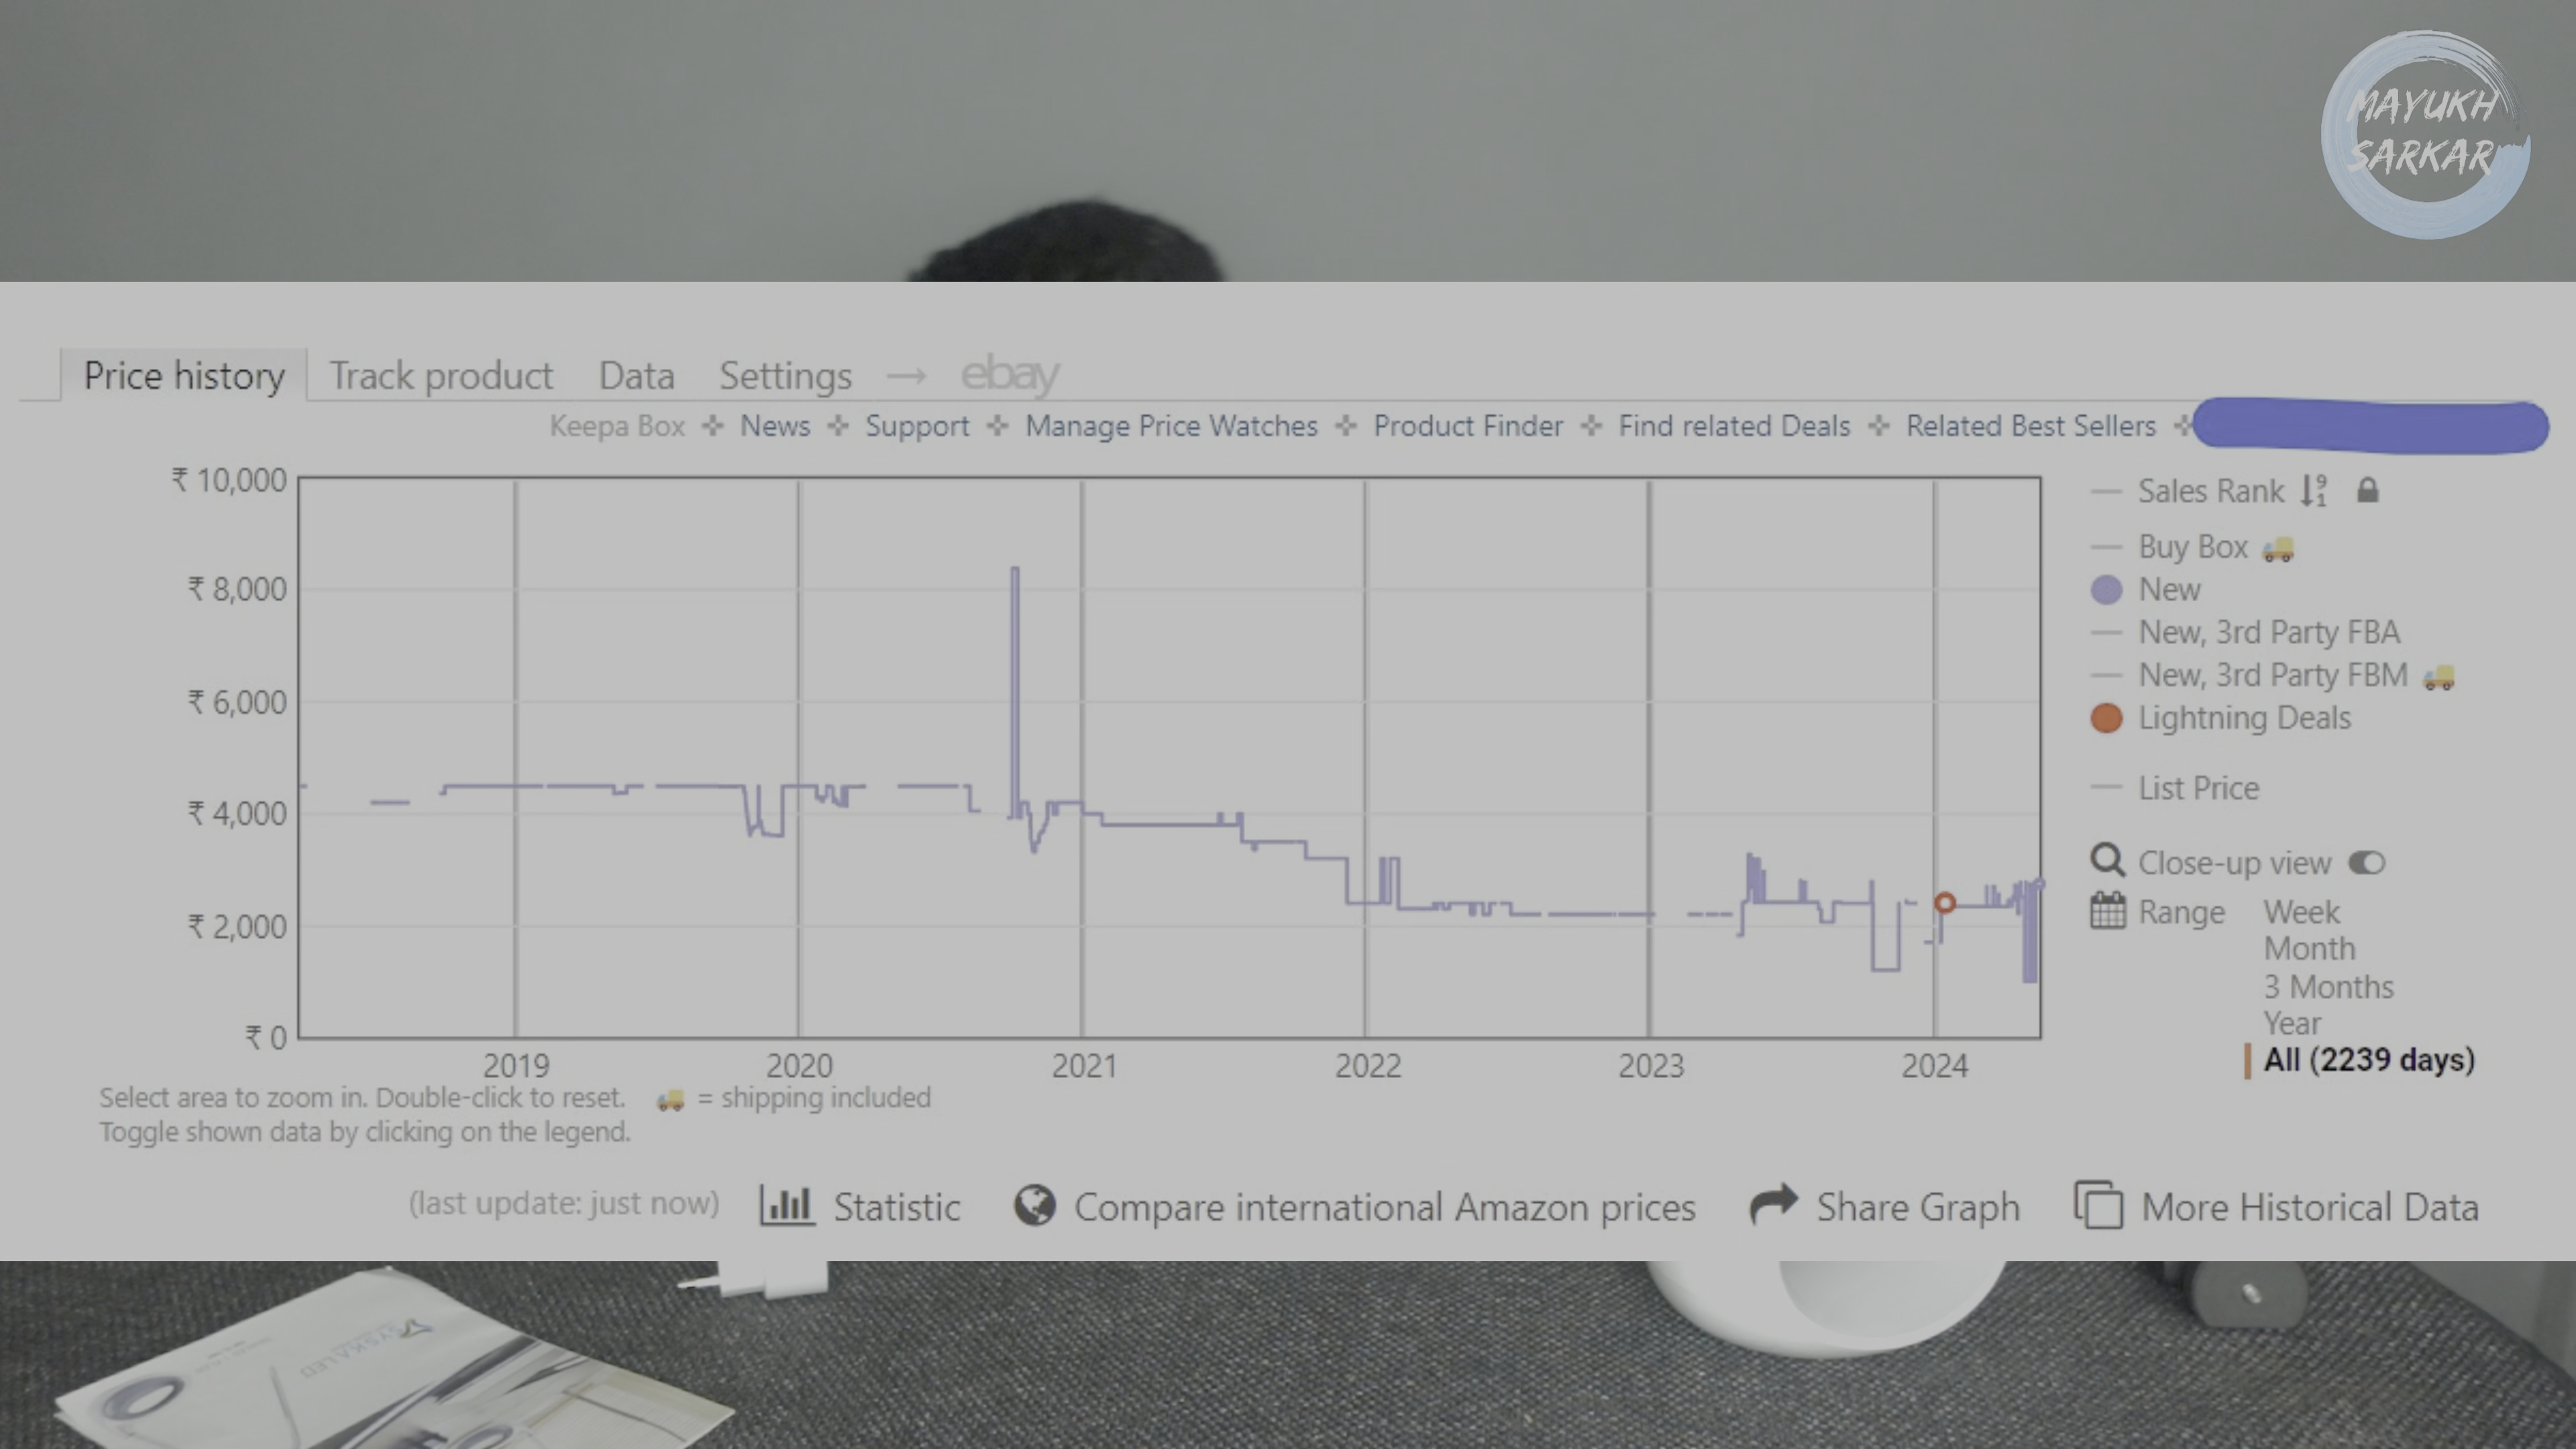 MAYUKH
SARKAR
Price history Track product Data Settings → ebay
Keepa Box News Support Manage Price Watches Product Finder Find related Deals Related Best Sellers
₹ 10,000
₹ 8,000
₹ 6,000
₹ 4,000
₹ 2,000
₹ 0
2019 2020 2021 2022 2023 2024
Sales Rank
Buy Box
New
New, 3rd Party FBA
New, 3rd Party FBM
Lightning Deals
List Price
Close-up view
Range Week
Month
3 Months
Year
All (2239 days)
Select area to zoom in. Double-click to reset. = shipping included
Toggle shown data by clicking on the legend.
(last update: just now) Statistic Compare international Amazon prices Share Graph More Historical Data
SYSKA LED